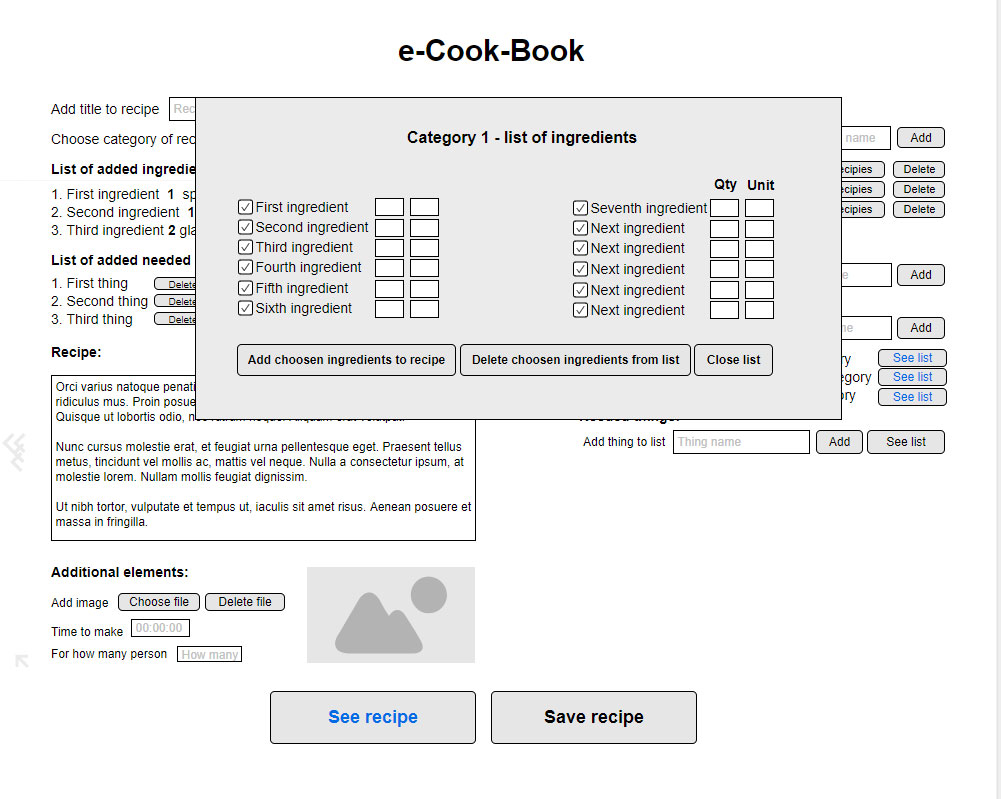 e-Cook-Book
Add title to recipe
Rec
Choose category of rec
name
Add
List of added ingredie
1. First ingredient 1 sp
2. Second ingredient 1
3. Third ingredient 2 gla
ecipies
Delete
ecipies
Delete
ecipies
Delete
List of added needed
1. First thing
Delete
2. Second thing
Delete
3. Third thing
Delete
Add
Add
ry
See list
egory
See list
ory
See list
Category 1 - list of ingredients
Qty Unit
First ingredient
Second ingredient
Third ingredient
Fourth ingredient
Fifth ingredient
Sixth ingredient
Seventh ingredient
Next ingredient
Next ingredient
Next ingredient
Next ingredient
Next ingredient
Add choosen ingredients to recipe
Delete choosen ingredients from list
Close list
Recipe:
Orci varius natoque penati
ridiculus mus. Proin posue
Quisque ut lobortis odio,
Nunc cursus molestie erat, et feugiat urna pellentesque eget. Praesent tellus
metus, tincidunt vel mollis ac, mattis vel neque. Nulla a consectetur ipsum, at
molestie lorem. Nullam mollis feugiat dignissim.
Ut nibh tortor, vulputate et tempus ut, iaculis sit amet risus. Aenean posuere et
massa in fringilla.
Add thing to list
Thing name
Add
See list
Additional elements:
Add image
Choose file
Delete file
Time to make
00:00:00
For how many person
How many
See recipe
Save recipe